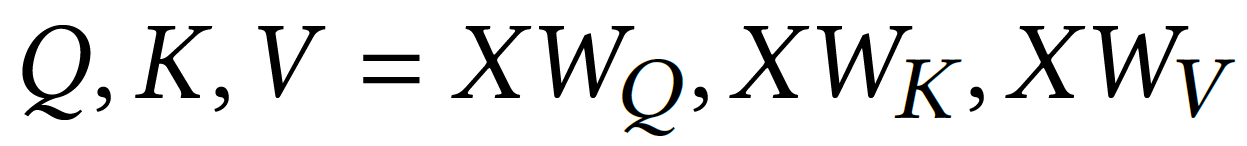 Q, K, V = XW_Q, XW_K, XW_V